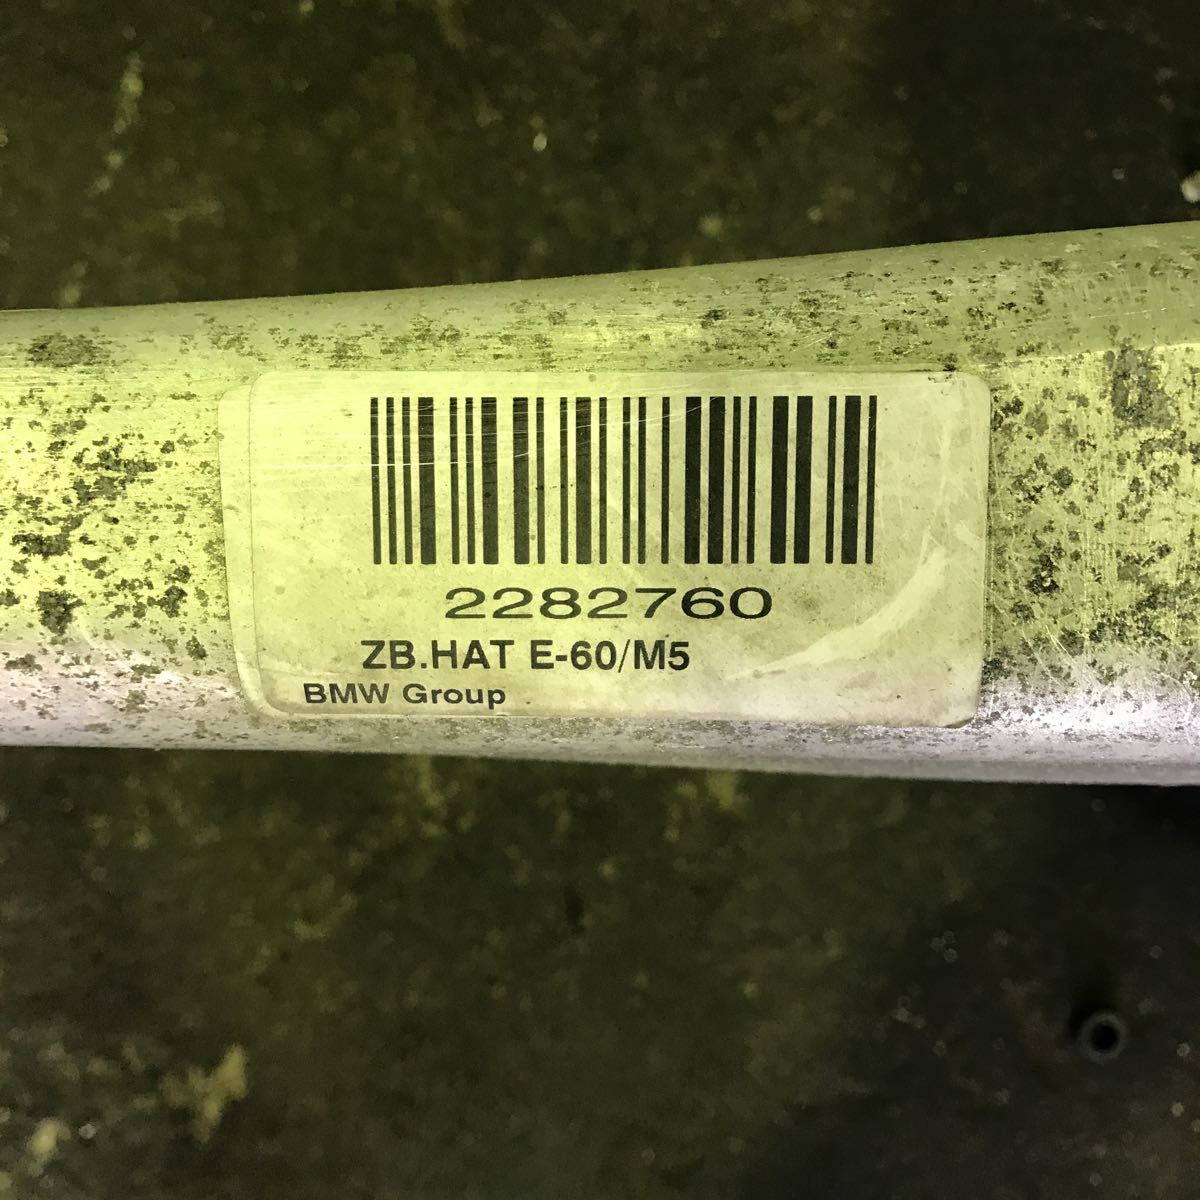 2282760
ZB.HAT E-60/M5
BMW Group